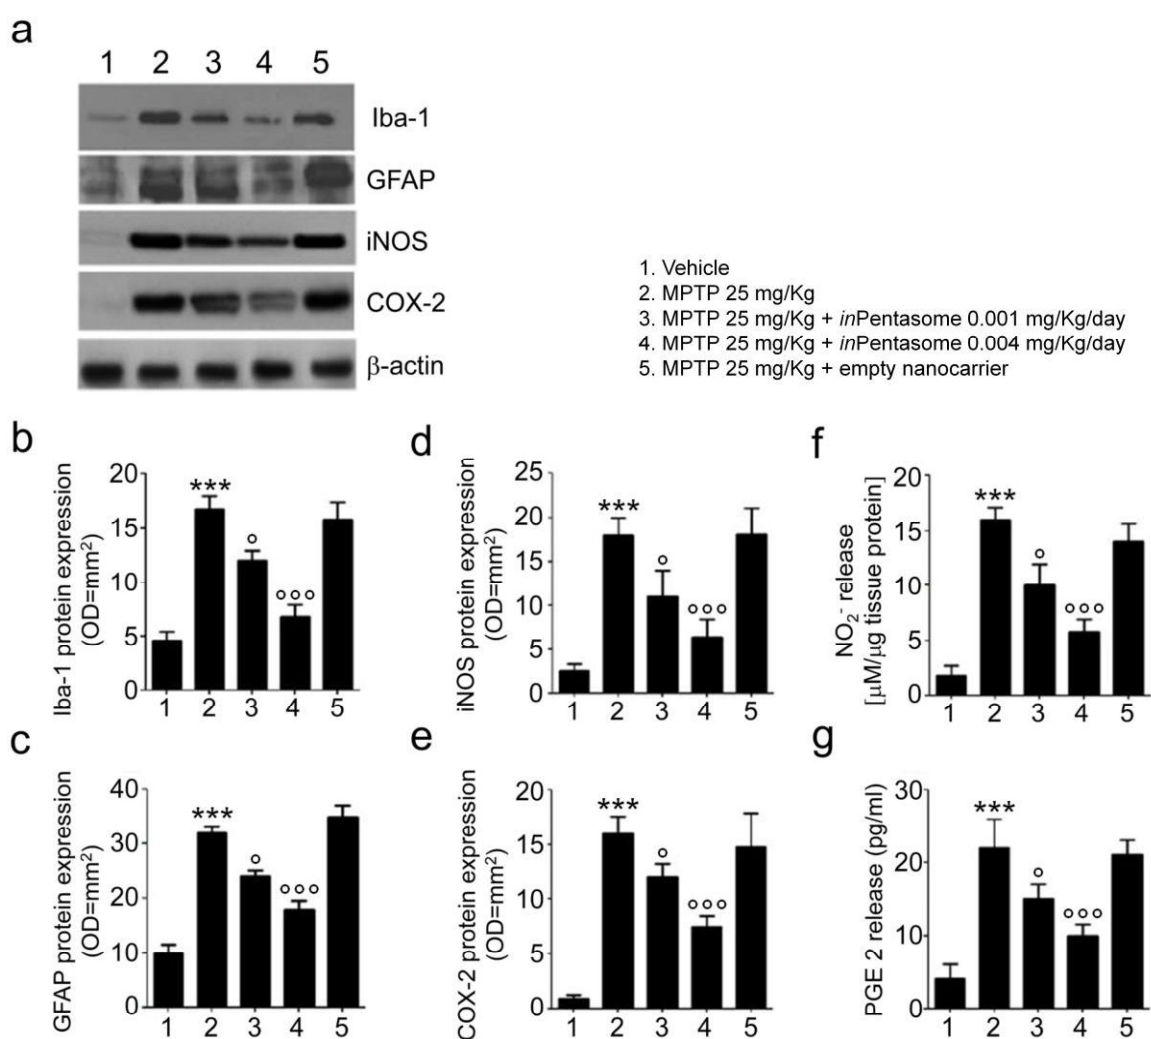 a
1 2 3 4 5
Iba-1
GFAP
iNOS
COX-2
β-actin
1. Vehicle
2. MPTP 25 mg/Kg
3. MPTP 25 mg/Kg + inPentasome 0.001 mg/Kg/day
4. MPTP 25 mg/Kg + inPentasome 0.004 mg/Kg/day
5. MPTP 25 mg/Kg + empty nanocarrier
b
Iba-1 protein expression
(OD=mm²)
20
15
10
5
0
***
°
°°°
1 2 3 4 5
c
GFAP protein expression
(OD=mm²)
40
30
20
10
0
***
°
°°°
1 2 3 4 5
d
iNOS protein expression
(OD=mm²)
25
20
15
10
5
0
***
°
°°°
1 2 3 4 5
e
COX-2 protein expression
(OD=mm²)
20
15
10
5
0
***
°
°°°
1 2 3 4 5
f
NO₂⁻ release
[μM/μg tissue protein]
20
15
10
5
0
***
°
°°°
1 2 3 4 5
g
PGE 2 release (pg/ml)
30
20
10
0
***
°
°°°
1 2 3 4 5